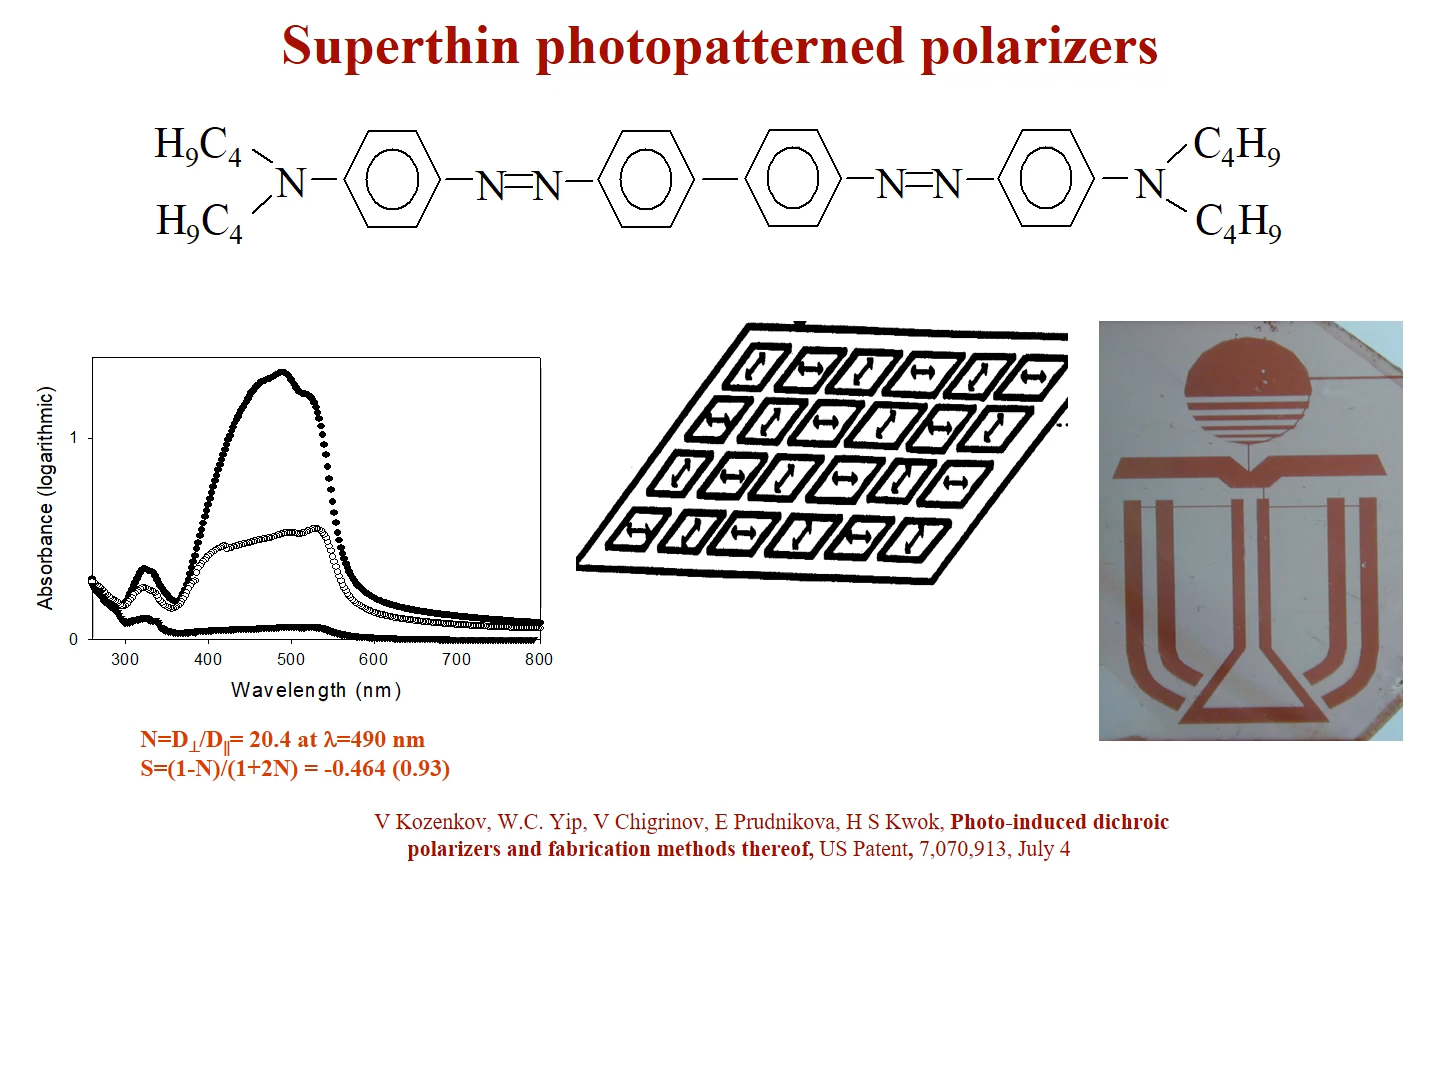 Superthin photopatterned polarizers
H₉C₄ C₄H₉
N N═N N═N N
H₉C₄ C₄H₉
Absorbance (logarithmic)
1
0
300 400 500 600 700 800
Wavelength (nm)
N=D⊥/D||= 20.4 at λ=490 nm
S=(1-N)/(1+2N) = -0.464 (0.93)
V Kozenkov, W.C. Yip, V Chigrinov, E Prudnikova, H S Kwok, Photo-induced dichroic
polarizers and fabrication methods thereof, US Patent, 7,070,913, July 4